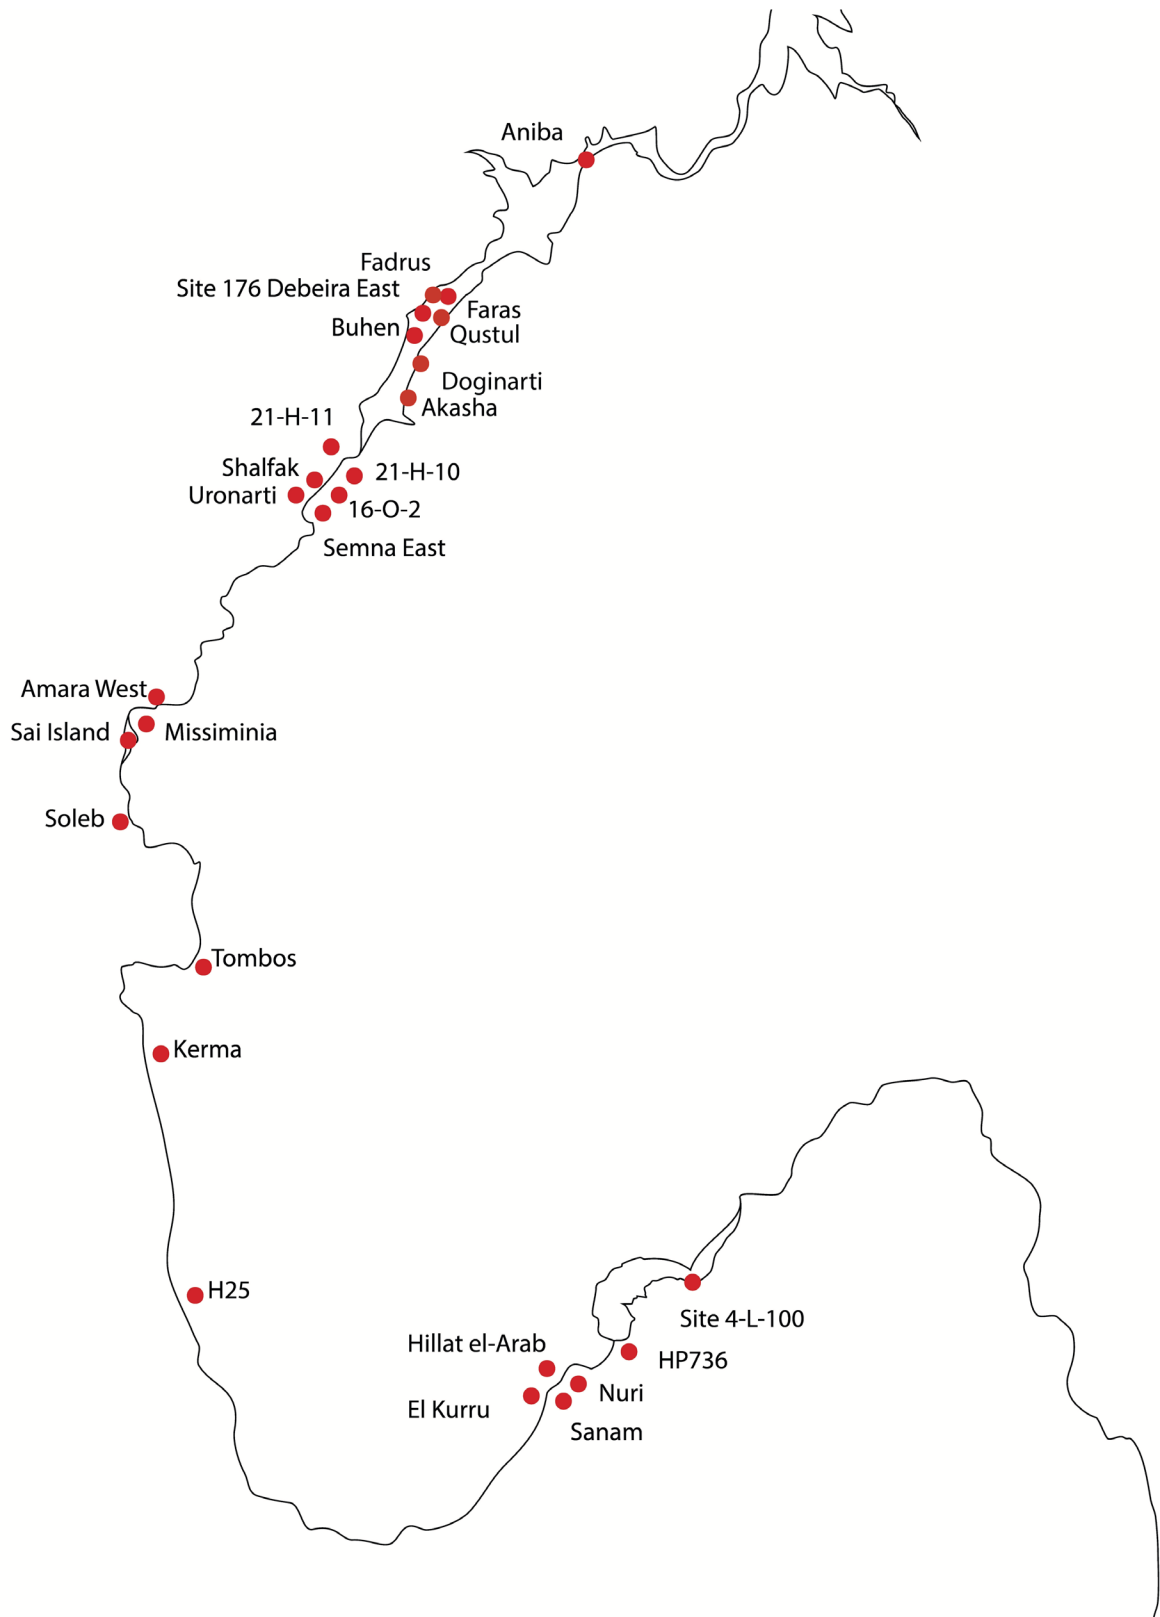 Aniba
Fadrus
Site 176 Debeira East
Faras
Buhen
Qustul
Doginarti
Akasha
21-H-11
Shalfak
21-H-10
Uronarti
16-O-2
Semna East
Amara West
Sai Island
Missiminia
Soleb
Tombos
Kerma
H25
Site 4-L-100
Hillat el-Arab
HP736
Nuri
El Kurru
Sanam